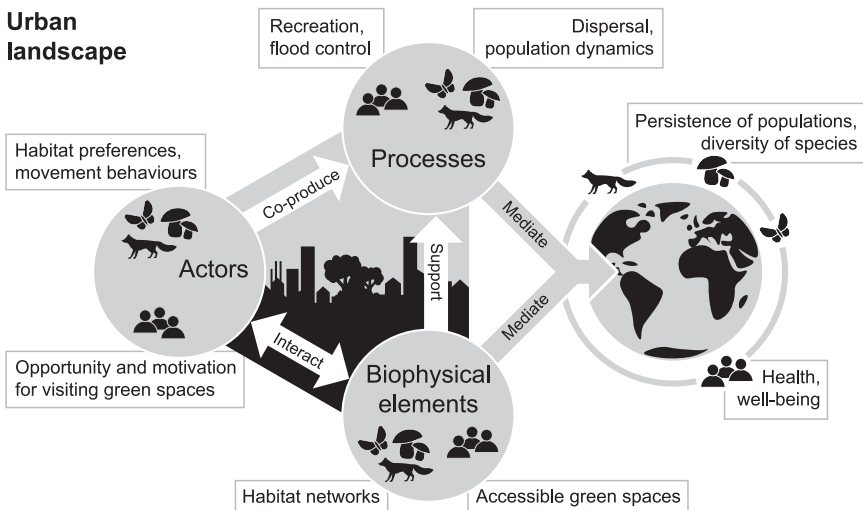 Urban
landscape
Recreation,
flood control
Dispersal,
population dynamics
Processes
Habitat preferences,
movement behaviours
Co-produce
Actors
Support
Interact
Opportunity and motivation
for visiting green spaces
Biophysical
elements
Habitat networks
Accessible green spaces
Mediate
Mediate
Persistence of populations,
diversity of species
Health,
well-being